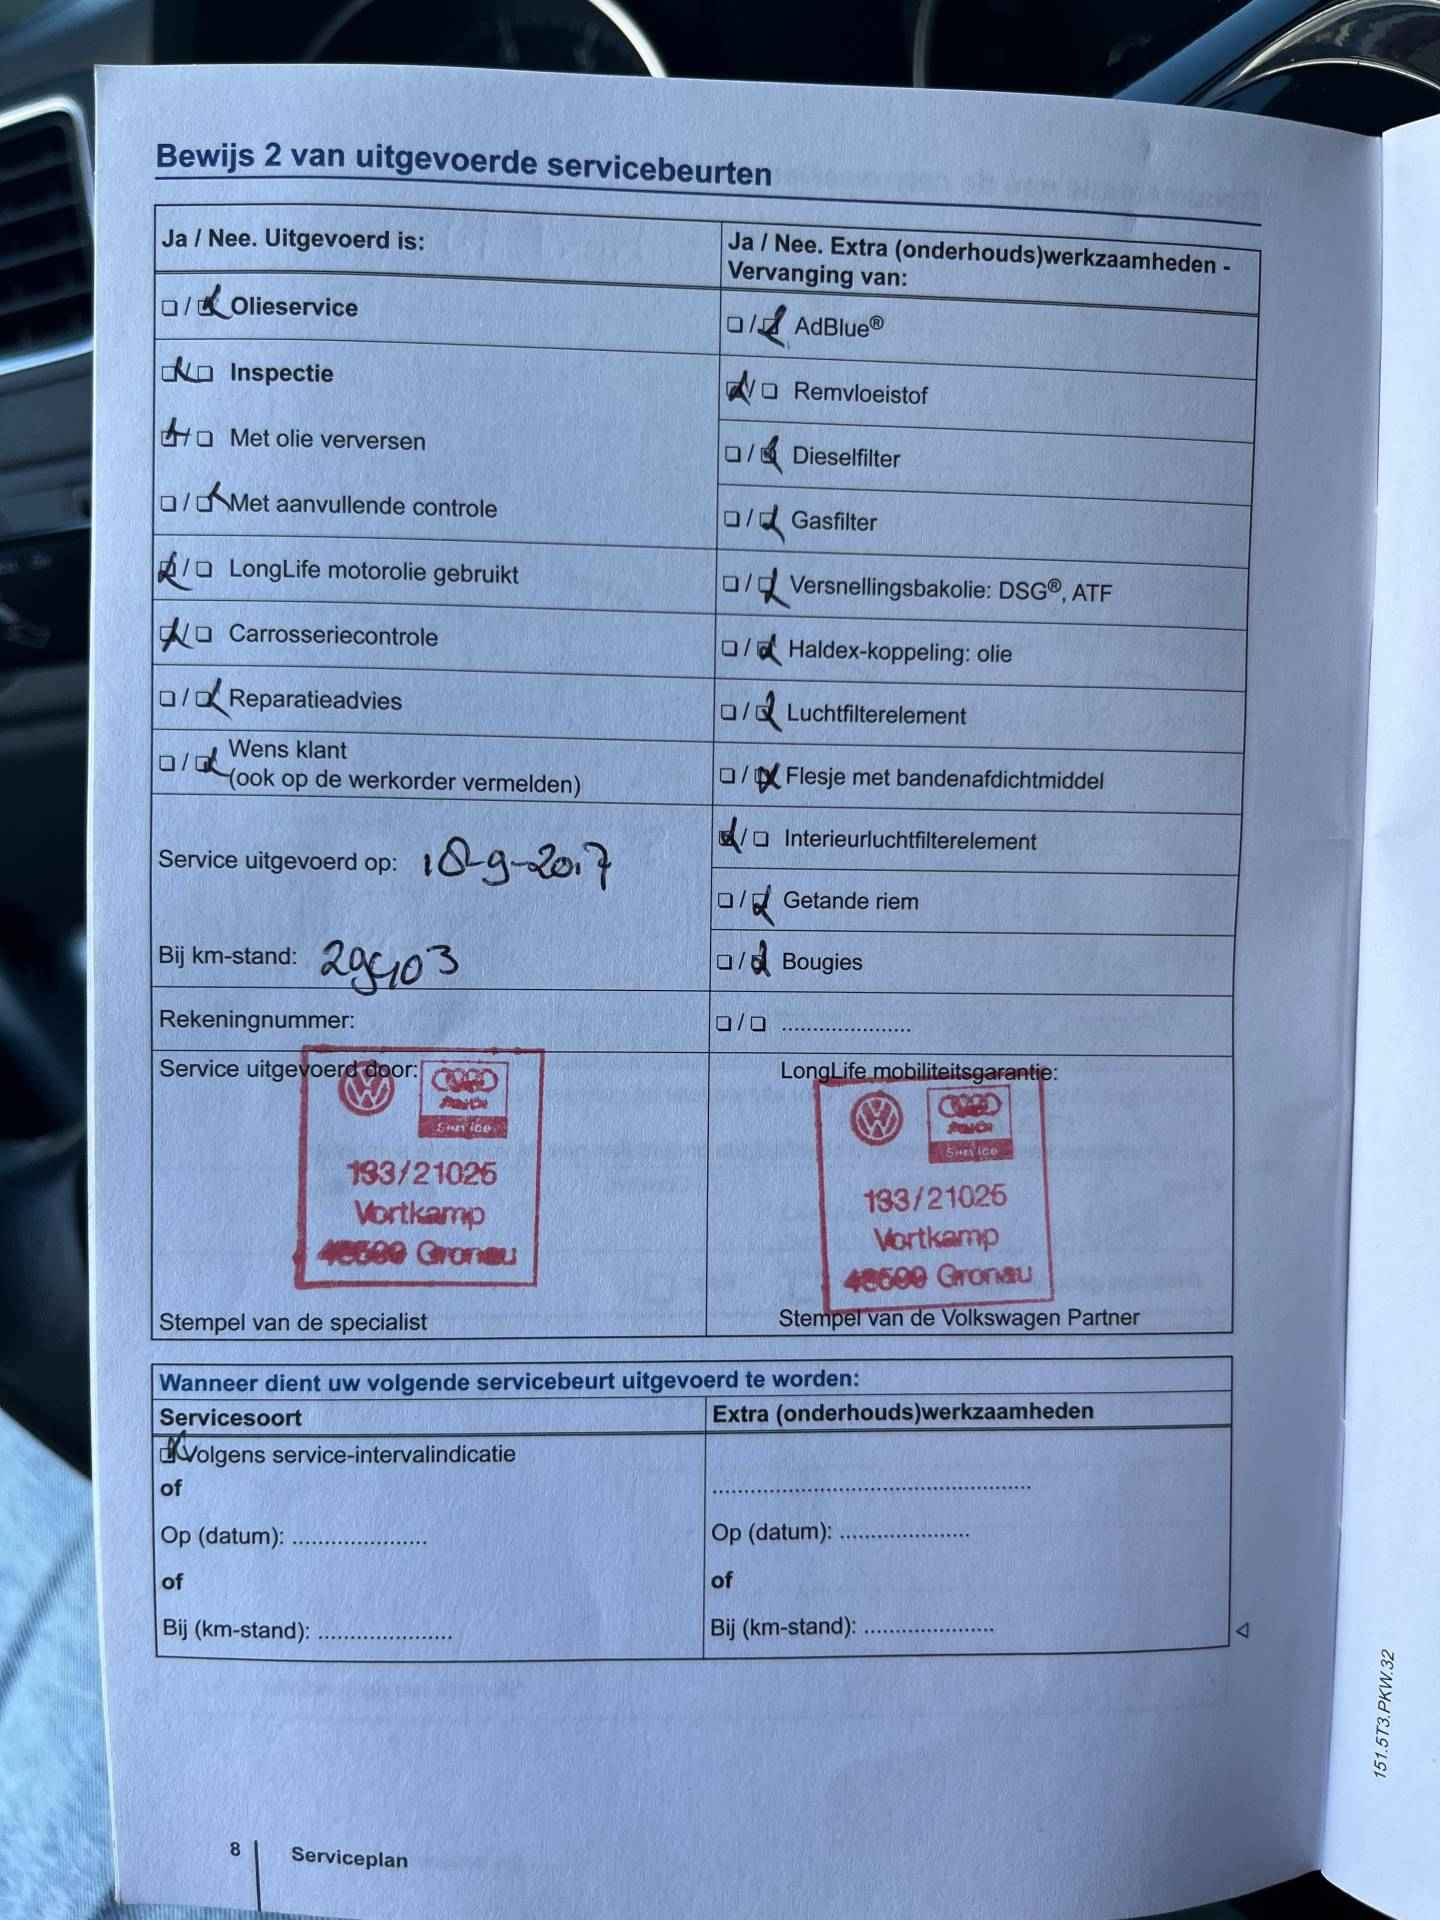 Bewijs 2 van uitgevoerde servicebeurten
Ja / Nee. Uitgevoerd is:
Olieservice
Inspectie
Met olie verversen
Met aanvullende controle
LongLife motorolie gebruikt
Carrosseriecontrole
Reparatieadvies
Wens klant
(ook op de werkorder vermelden)
Service uitgevoerd op: 18-9-2017
Bij km-stand: 29403
Rekeningnummer:
Ja / Nee. Extra (onderhouds)werkzaamheden -
Vervanging van:
AdBlue®
Remvloeistof
Dieselfilter
Gasfilter
Versnellingsbakolie: DSG®, ATF
Haldex-koppeling: olie
Luchtfilterelement
Flesje met bandenafdichtmiddel
Interieurluchtfilterelement
Getande riem
Bougies
.....................
Service uitgevoerd door:
Service
193/21025
Vortkamp
48599 Gronau
Stempel van de specialist
LongLife mobiliteitsgarantie:
Service
193/21025
Vortkamp
48599 Gronau
Stempel van de Volkswagen Partner
Wanneer dient uw volgende servicebeurt uitgevoerd te worden:
Servicesoort
Volgens service-intervalindicatie
of
Op (datum): ......................
of
Bij (km-stand): ......................
Extra (onderhouds)werkzaamheden
....................................................
Op (datum): .....................
of
Bij (km-stand): .....................
8 Serviceplan
151.5T3.PKW.32